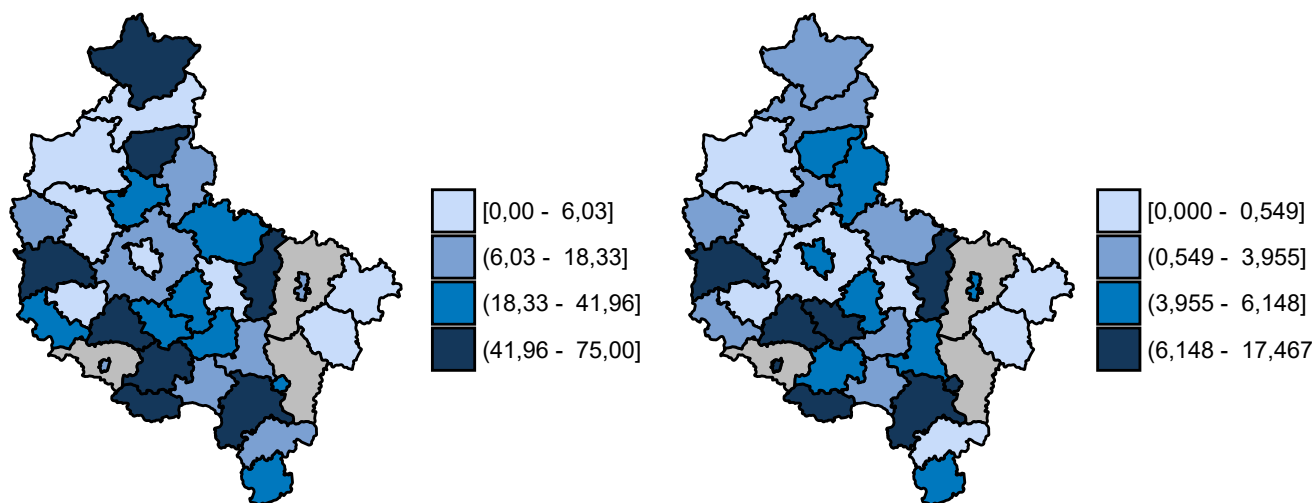 [0,00 - 6,03]
(6,03 - 18,33]
(18,33 - 41,96]
(41,96 - 75,00]
[0,000 - 0,549]
(0,549 - 3,955]
(3,955 - 6,148]
(6,148 - 17,467